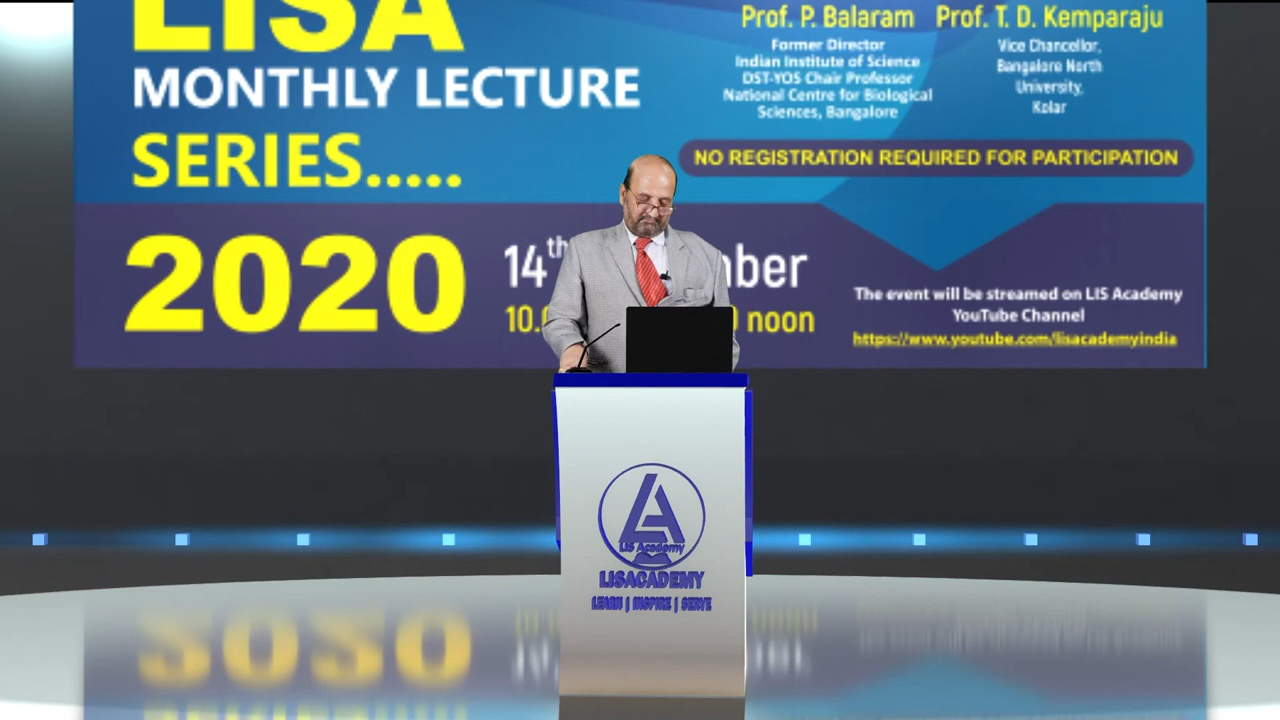 LISA
MONTHLY LECTURE
SERIES.....
2020
14th
ber
10.
noon
Prof. P. Balaram
Former Director
Indian Institute of Science
DST-YOS Chair Professor
National Centre for Biological
Sciences, Bangalore
Prof. T. D. Kemparaju
Vice Chancellor,
Bangalore North
University,
Kolar
NO REGISTRATION REQUIRED FOR PARTICIPATION
The event will be streamed on LIS Academy
YouTube Channel
https://www.youtube.com/lisacademyindia
LIS Academy
LISACADEMY
LEARN | INSPIRE | SERVE